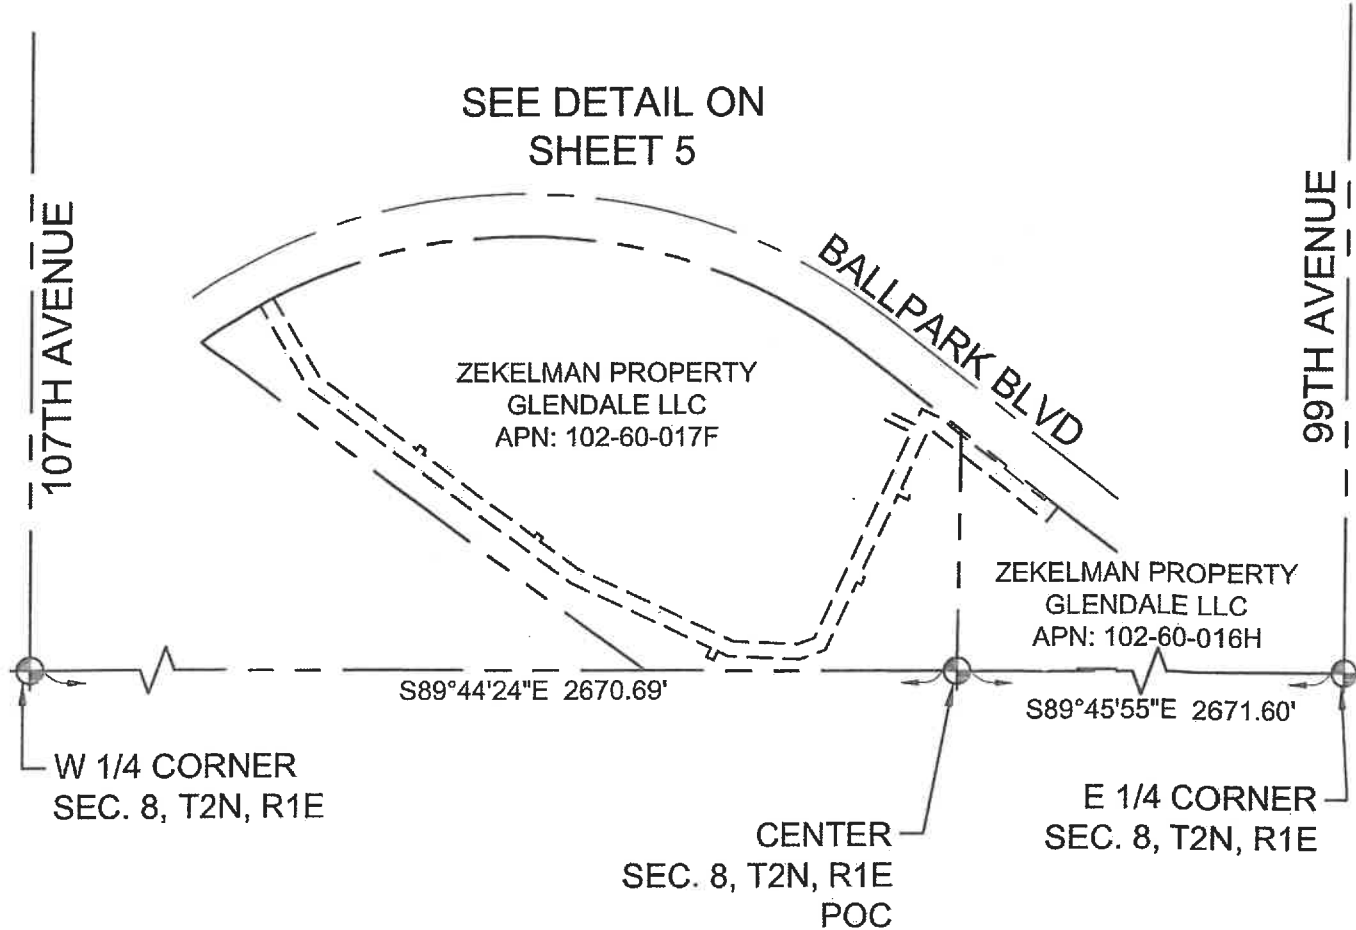 SEE DETAIL ON
SHEET 5
107TH AVENUE
BALLPARK BLVD
99TH AVENUE
ZEKELMAN PROPERTY
GLENDALE LLC
APN: 102-60-017F
ZEKELMAN PROPERTY
GLENDALE LLC
APN: 102-60-016H
S89°44'24"E 2670.69'
S89°45'55"E 2671.60'
W 1/4 CORNER
SEC. 8, T2N, R1E
CENTER
SEC. 8, T2N, R1E
POC
E 1/4 CORNER
SEC. 8, T2N, R1E